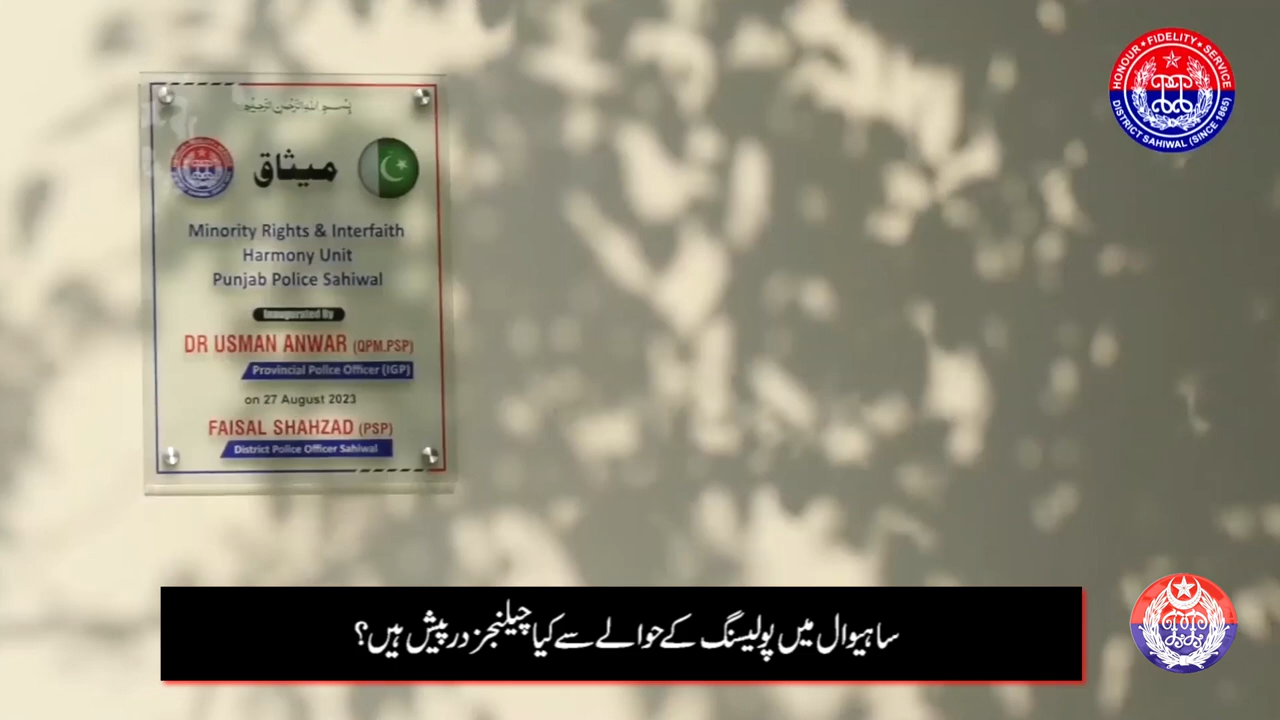 بسم اللہ الرحمن الرحیم
میثاق
Minority Rights & Interfaith
Harmony Unit
Punjab Police Sahiwal
Inaugurated By
DR USMAN ANWAR (QPM.PSP)
Provincial Police Officer (IGP)
on 27 August 2023
FAISAL SHAHZAD (PSP)
District Police Officer Sahiwal
HONOUR * FIDELITY * SERVICE
DISTRICT SAHIWAL (SINCE 1865)
ساہیوال میں پولیسنگ کے حوالے سے کیا چیلنجز درپیش ہیں؟